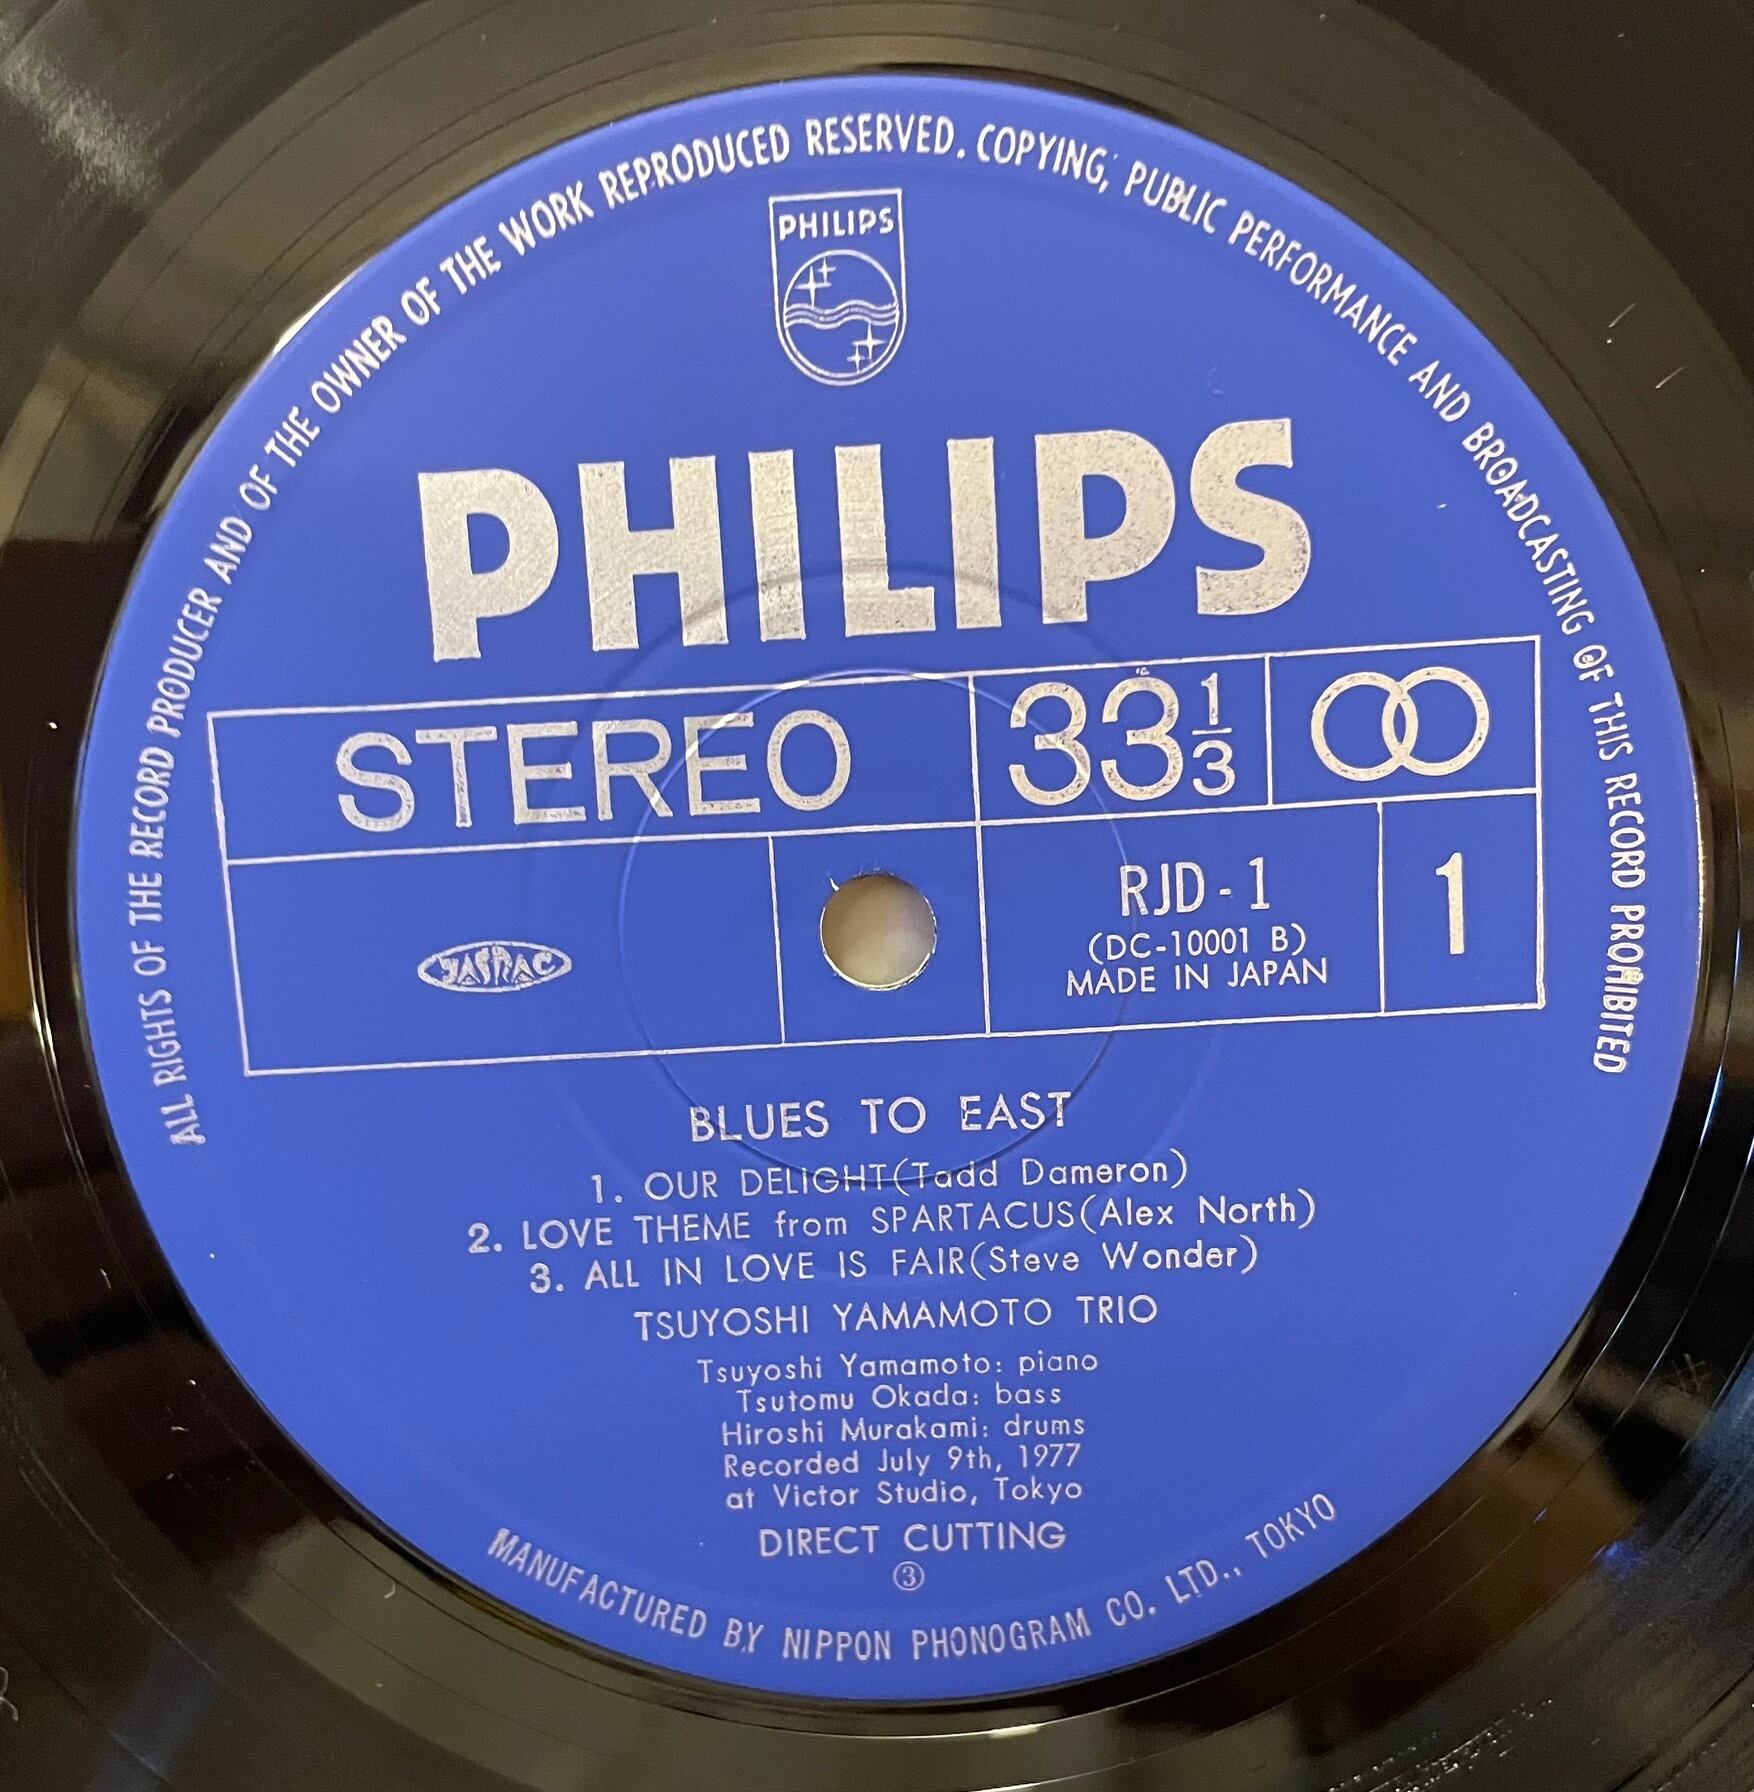 ALL RIGHTS OF THE RECORD PRODUCER AND OF THE OWNER OF THE WORK REPRODUCED RESERVED. COPYING, PUBLIC PERFORMANCE AND BROADCASTING OF THIS RECORD PROHIBITED
PHILIPS
PHILIPS
STEREO
33 1/3
JASRAC
RJD - 1
(DC-10001 B)
MADE IN JAPAN
1
BLUES TO EAST
1. OUR DELIGHT(Tadd Dameron)
2. LOVE THEME from SPARTACUS(Alex North)
3. ALL IN LOVE IS FAIR(Steve Wonder)
TSUYOSHI YAMAMOTO TRIO
Tsuyoshi Yamamoto: piano
Tsutomu Okada: bass
Hiroshi Murakami: drums
Recorded July 9th, 1977
at Victor Studio, Tokyo
DIRECT CUTTING
③
MANUFACTURED BY NIPPON PHONOGRAM CO. LTD., TOKYO